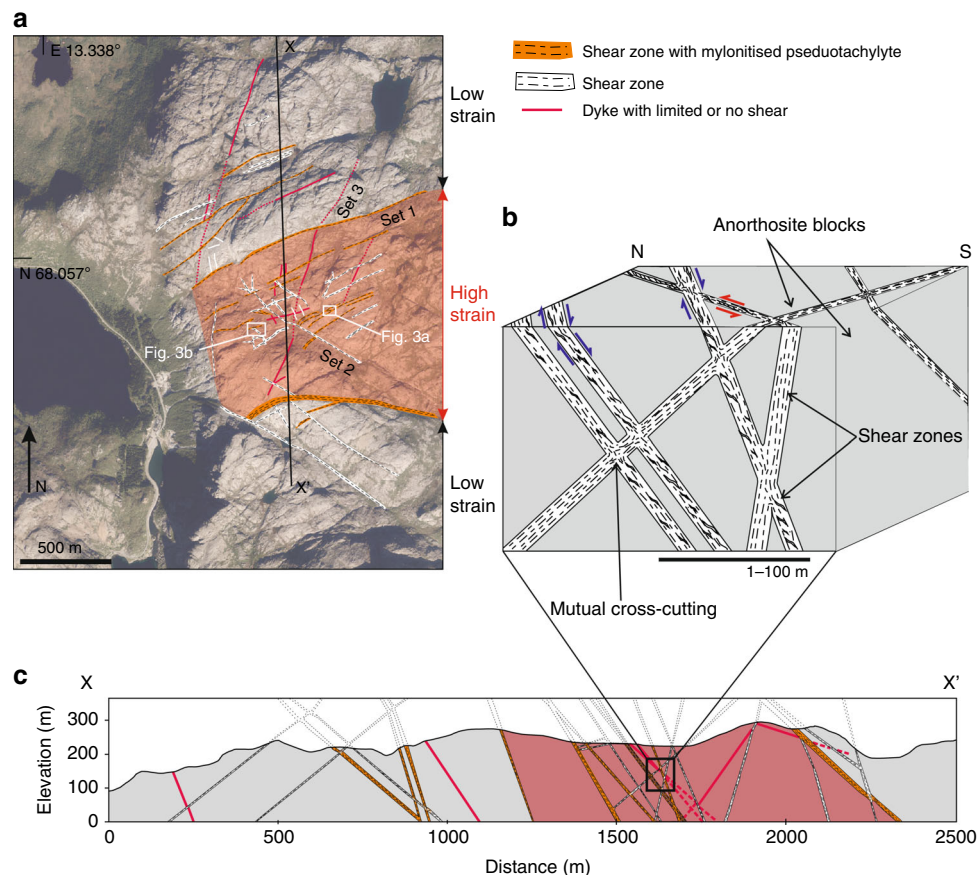 a
E 13.338°
X
Low
strain
Set 3
Set 1
N 68.057°
High
strain
Fig. 3b
Fig. 3a
Set 2
X'
N
Low
strain
500 m
Shear zone with mylonitised pseduotachylyte
Shear zone
Dyke with limited or no shear
b
Anorthosite blocks
N
S
Shear zones
1–100 m
Mutual cross-cutting
c
X
X'
300
200
100
0
Elevation (m)
0
500
1000
1500
2000
2500
Distance (m)